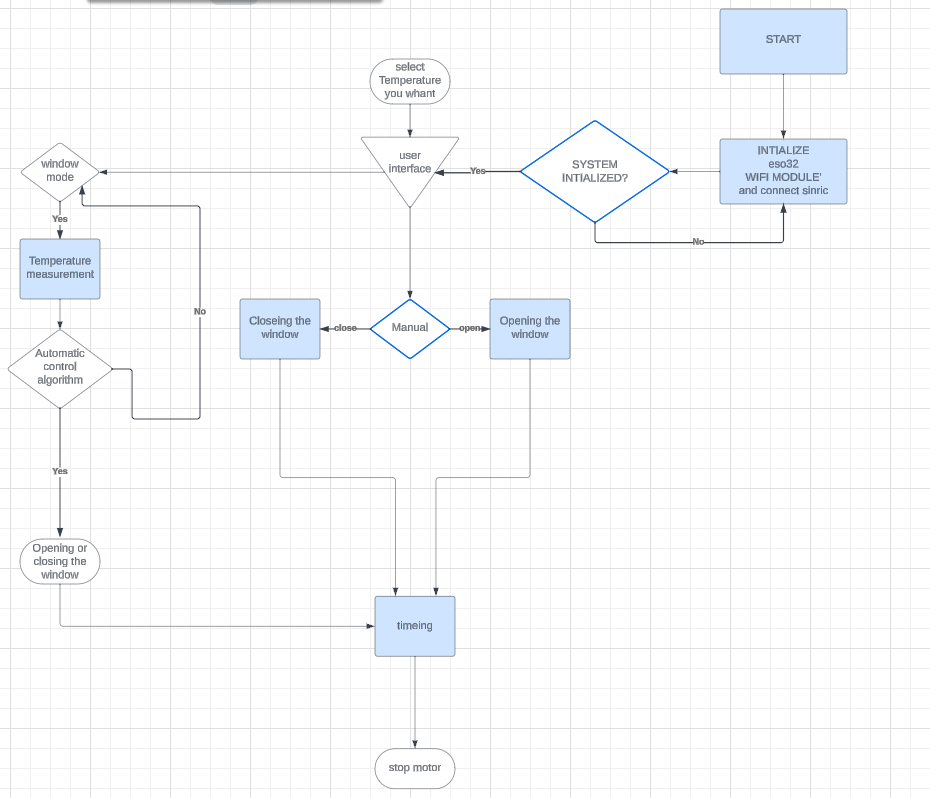 START
select
Temperature
you whant
INTIALIZE
eso32
WIFI MODULE'
and connect sinric
SYSTEM
INTIALIZED?
Yes
No
user
interface
window
mode
Yes
Temperature
measurement
No
Automatic
control
algorithm
Yes
Closeing the
window
close
Manual
open
Opening the
window
Opening or
closing the
window
timeing
stop motor